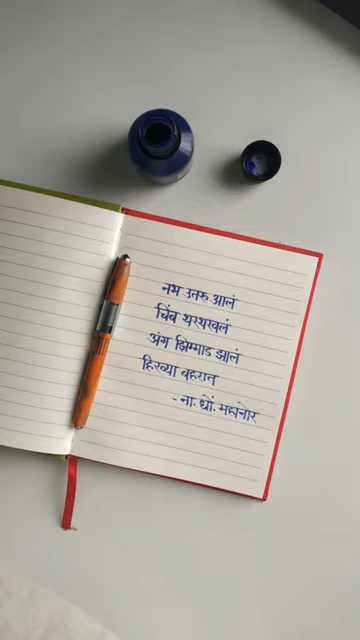 नभ उतरू आलं
चिंब थरथरवलं
अंग झिम्माड झालं
हिरव्या बहरात
- ना. धों. महानोर